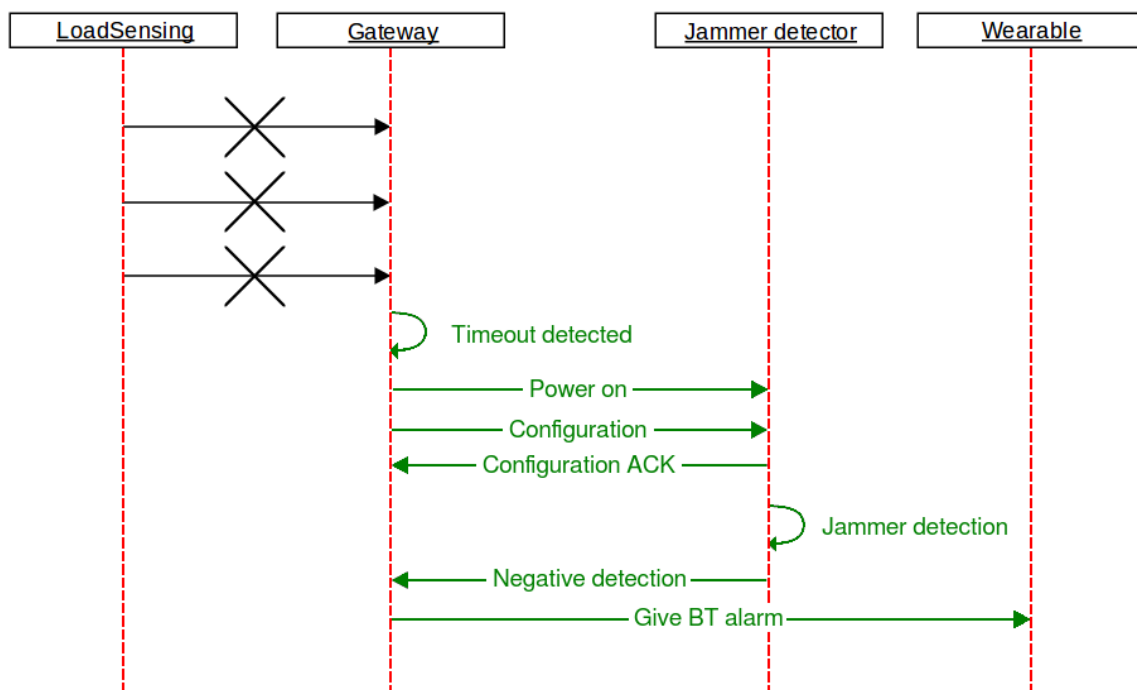 LoadSensing
Gateway
Jammer detector
Wearable
Timeout detected
Power on
Configuration
Configuration ACK
Jammer detection
Negative detection
Give BT alarm